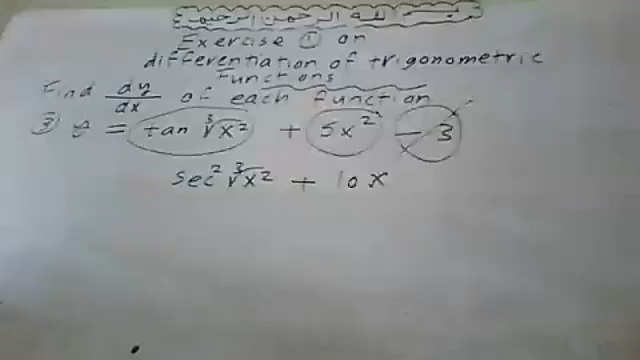 بسم الله الرحمن الرحيم
Exercise ① on
differentiation of trigonometric
Functions
Find dy/dx of each function
③ y = tan ∛x² + 5x² - 3
sec² ∛x² + 10x